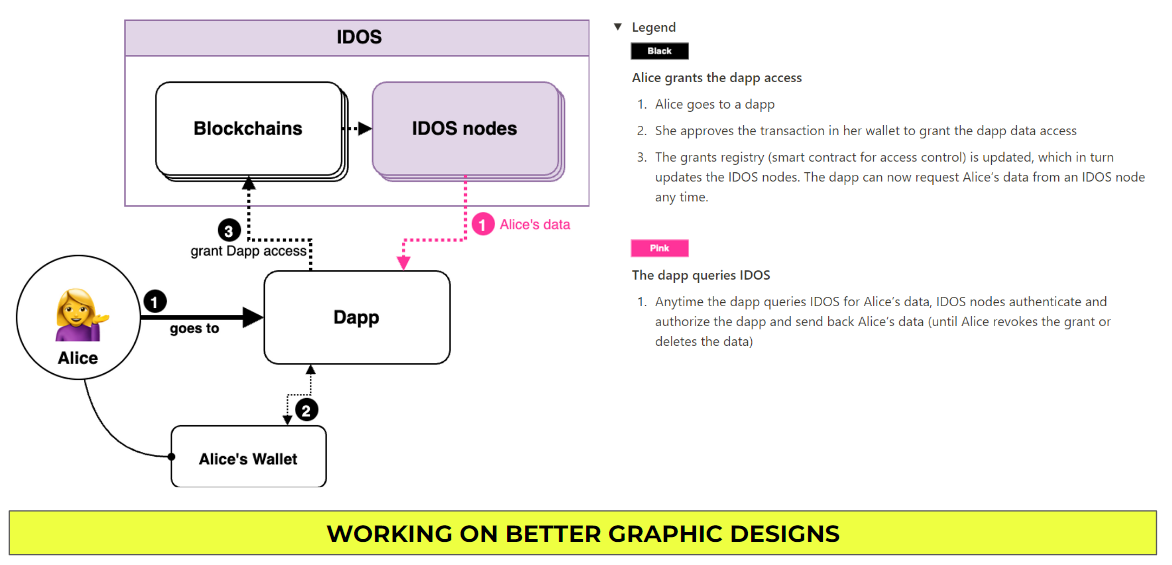 IDOS
Blockchains
IDOS nodes
3
grant Dapp access
1
Alice's data
Alice
1
goes to
Dapp
2
Alice's Wallet
▼ Legend
Black
Alice grants the dapp access
1. Alice goes to a dapp
2. She approves the transaction in her wallet to grant the dapp data access
3. The grants registry (smart contract for access control) is updated, which in turn
updates the IDOS nodes. The dapp can now request Alice’s data from an IDOS node
any time.
Pink
The dapp queries IDOS
1. Anytime the dapp queries IDOS for Alice’s data, IDOS nodes authenticate and
authorize the dapp and send back Alice’s data (until Alice revokes the grant or
deletes the data)
WORKING ON BETTER GRAPHIC DESIGNS